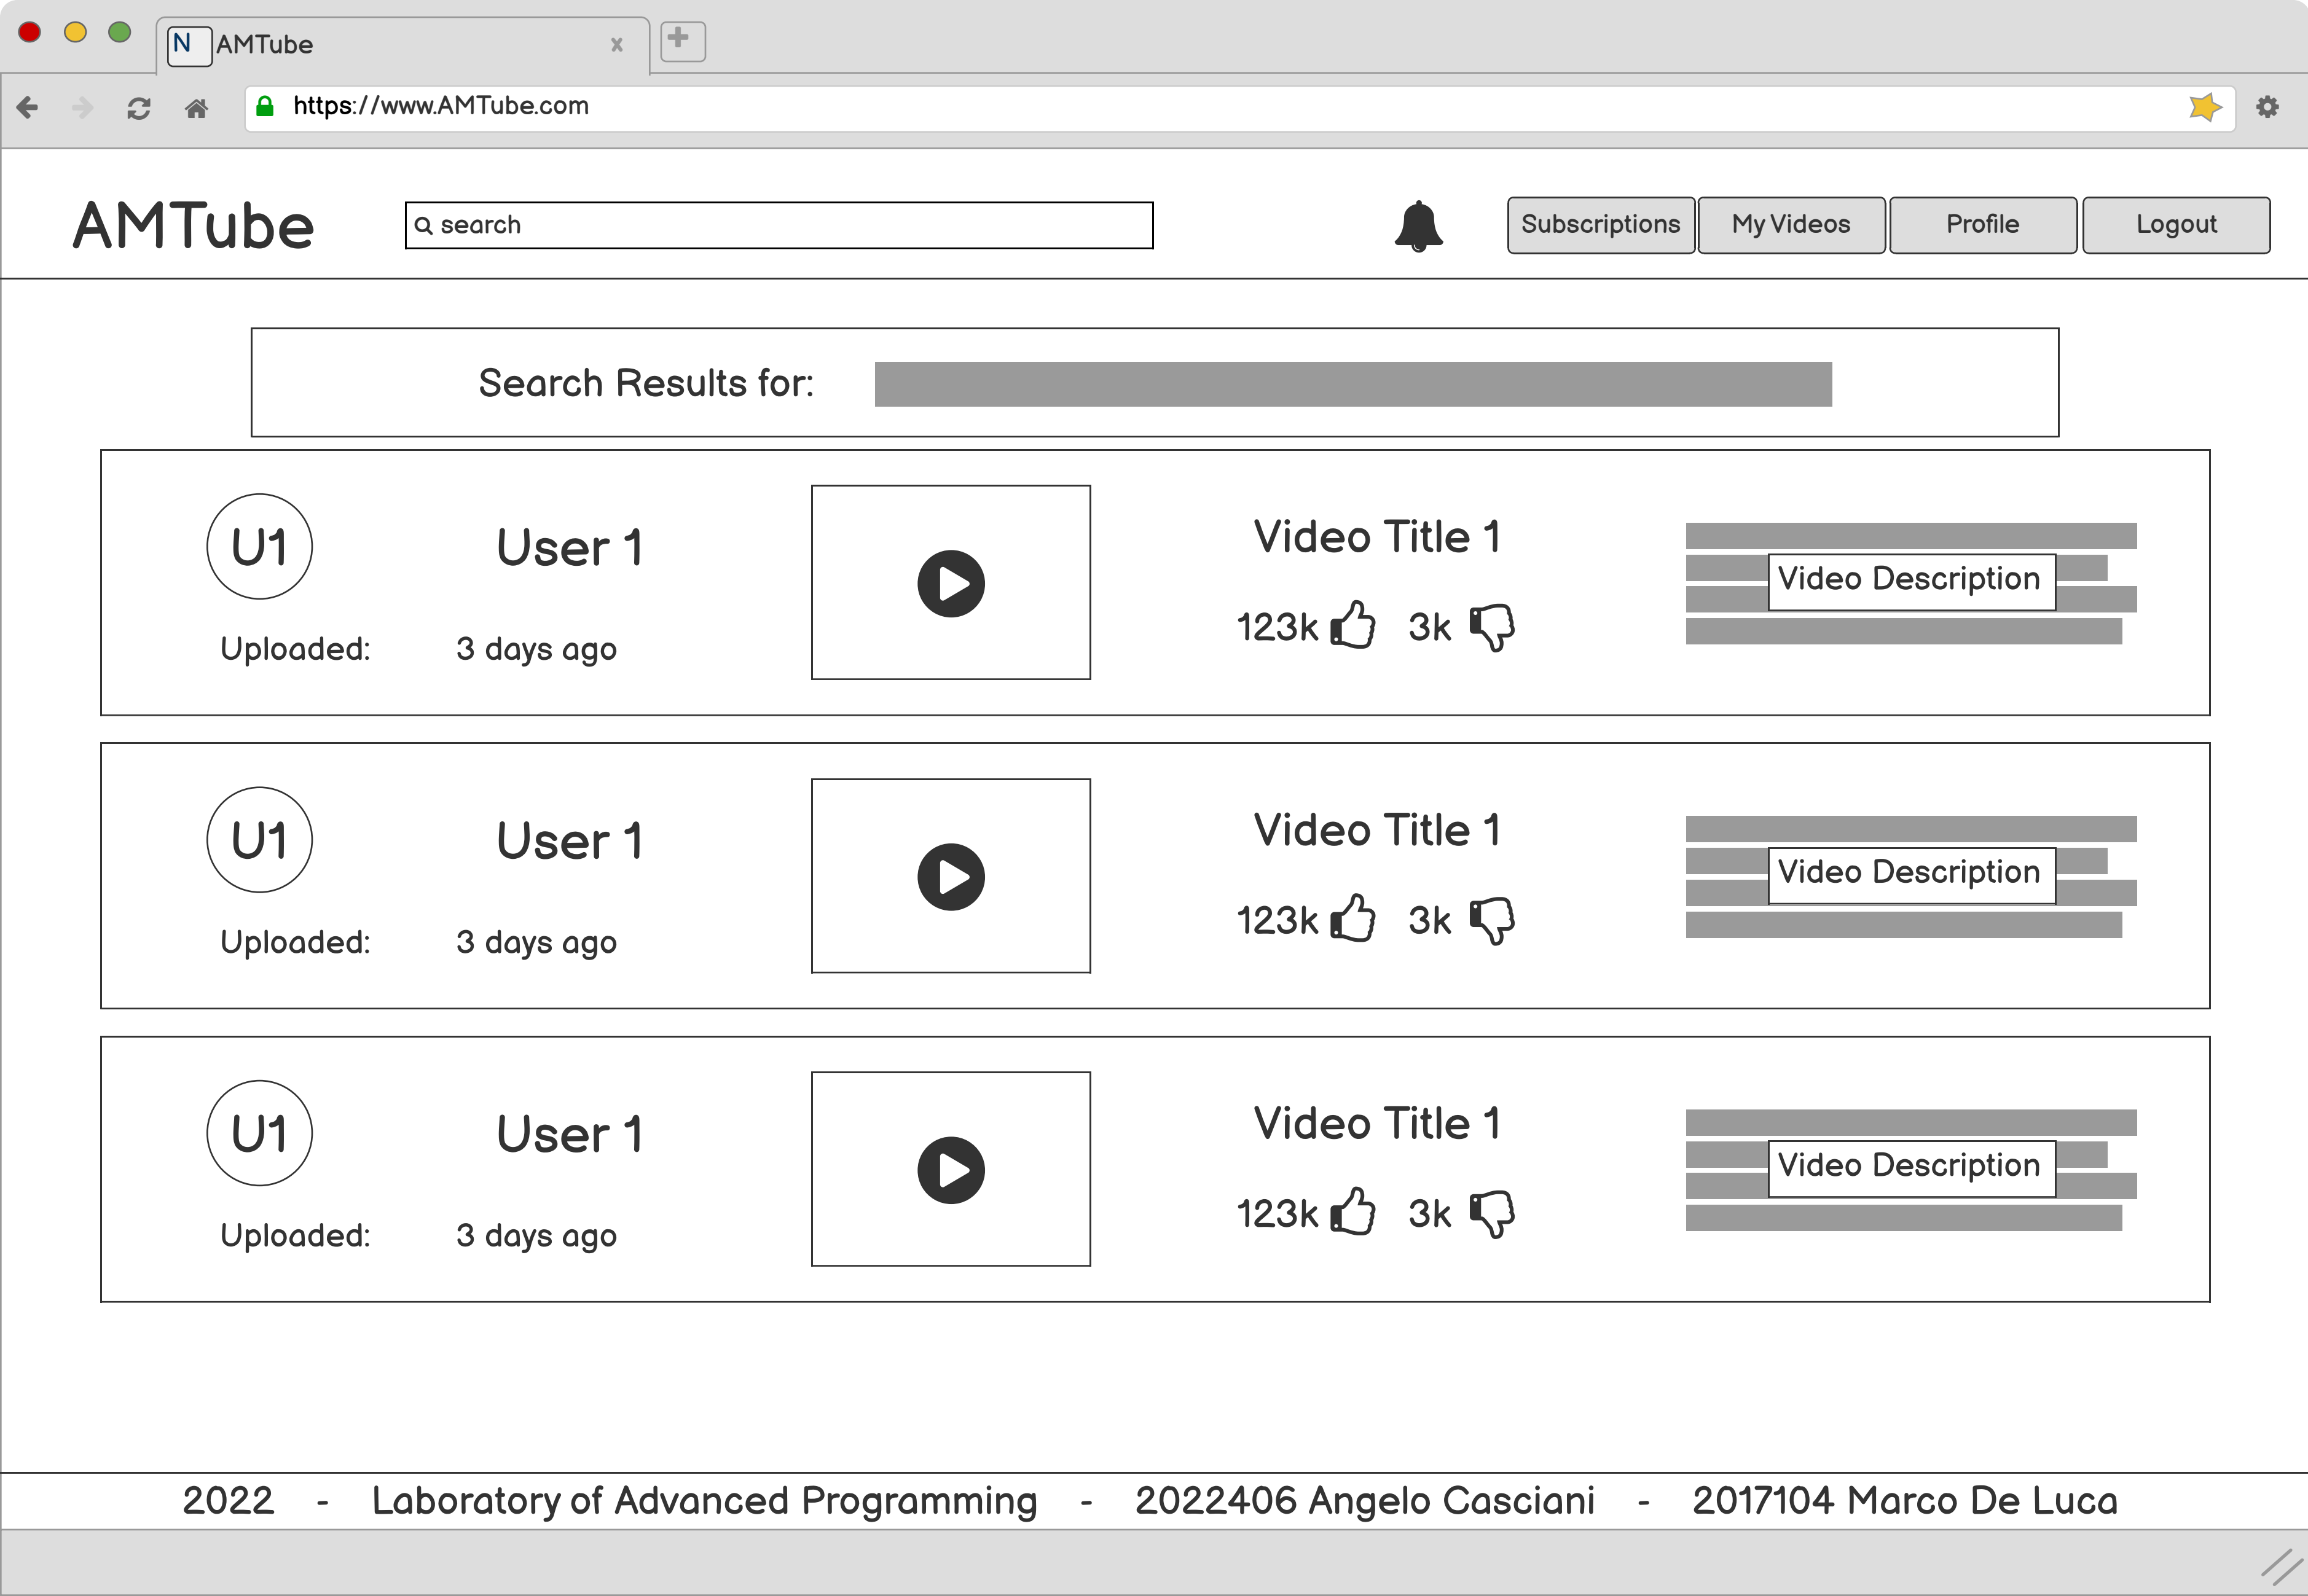 N AMTube x
https://www.AMTube.com
AMTube search Subscriptions My Videos Profile Logout
Search Results for:
U1 User 1
Uploaded: 3 days ago
Video Title 1
123k 3k
Video Description
U1 User 1
Uploaded: 3 days ago
Video Title 1
123k 3k
Video Description
U1 User 1
Uploaded: 3 days ago
Video Title 1
123k 3k
Video Description
2022 - Laboratory of Advanced Programming - 2022406 Angelo Casciani - 2017104 Marco De Luca